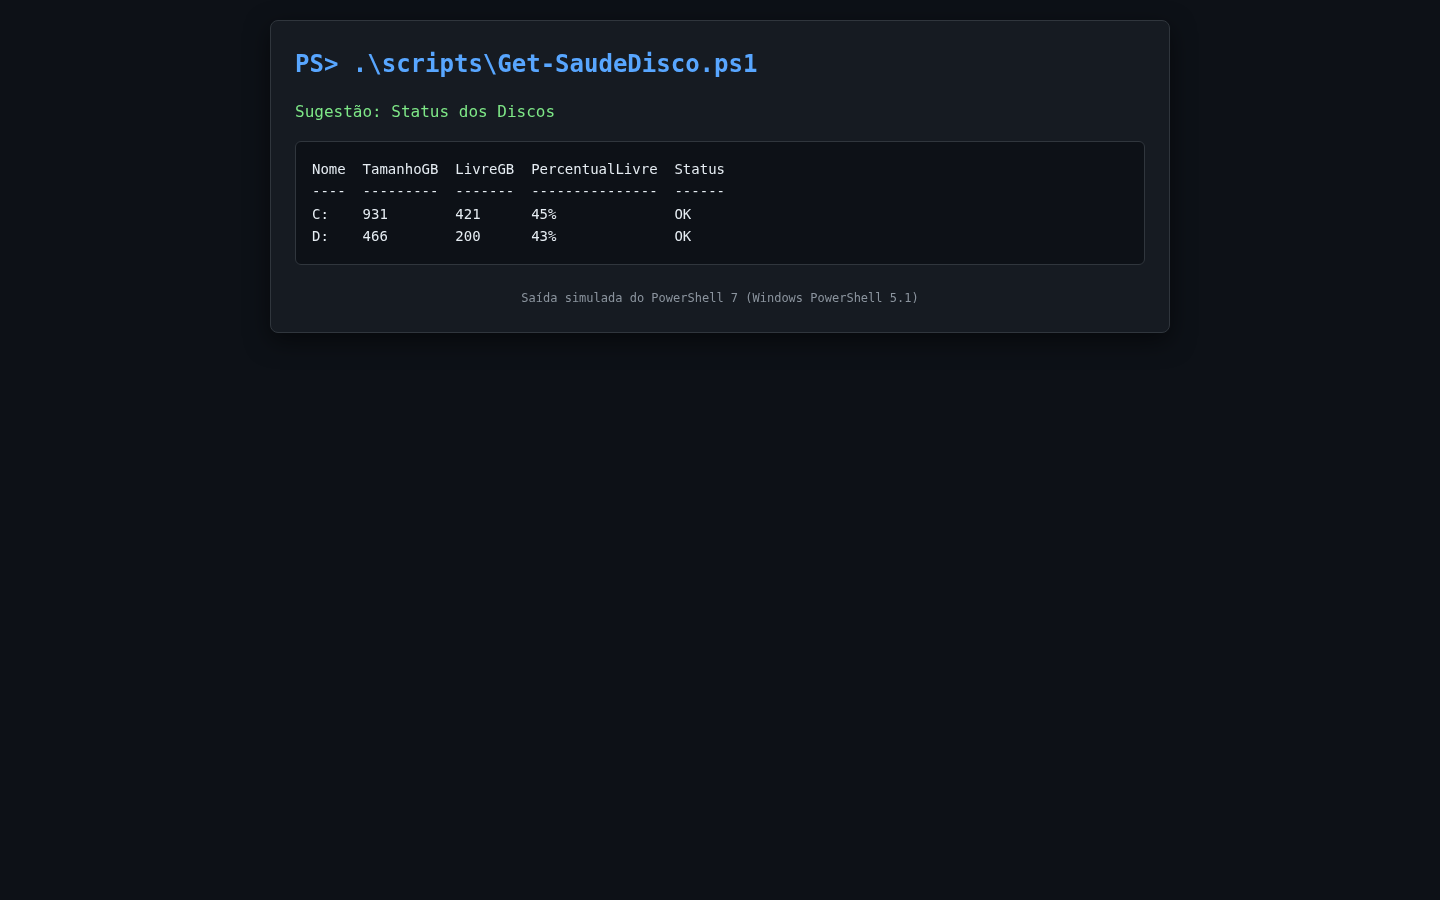 PS> .\scripts\Get-SaudeDisco.ps1
Sugestão: Status dos Discos
Nome  TamanhoGB  LivreGB  PercentualLivre  Status
----  ---------  -------  ---------------  ------
C:    931        421      45%              OK
D:    466        200      43%              OK
Saída simulada do PowerShell 7 (Windows PowerShell 5.1)